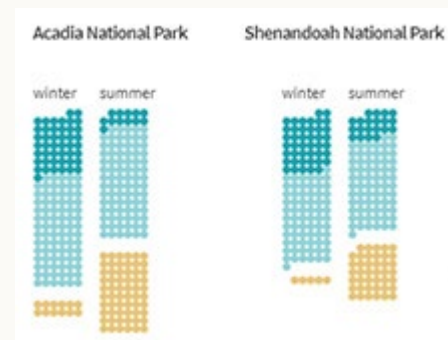 Acadia National Park
Shenandoah National Park
winter summer
winter summer